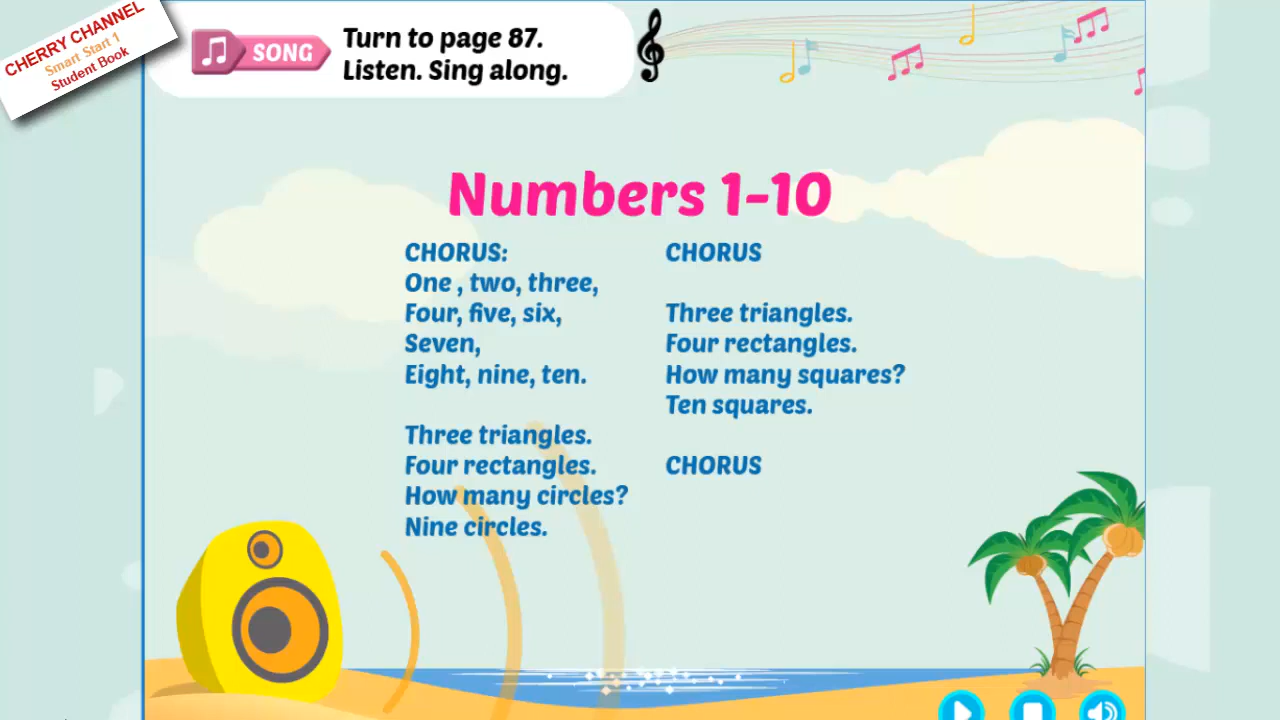 CHERRY CHANNEL
Smart Start 1
Student Book
SONG
Turn to page 87.
Listen. Sing along.
Numbers 1-10
CHORUS:
One , two, three,
Four, five, six,
Seven,
Eight, nine, ten.
Three triangles.
Four rectangles.
How many circles?
Nine circles.
CHORUS
Three triangles.
Four rectangles.
How many squares?
Ten squares.
CHORUS